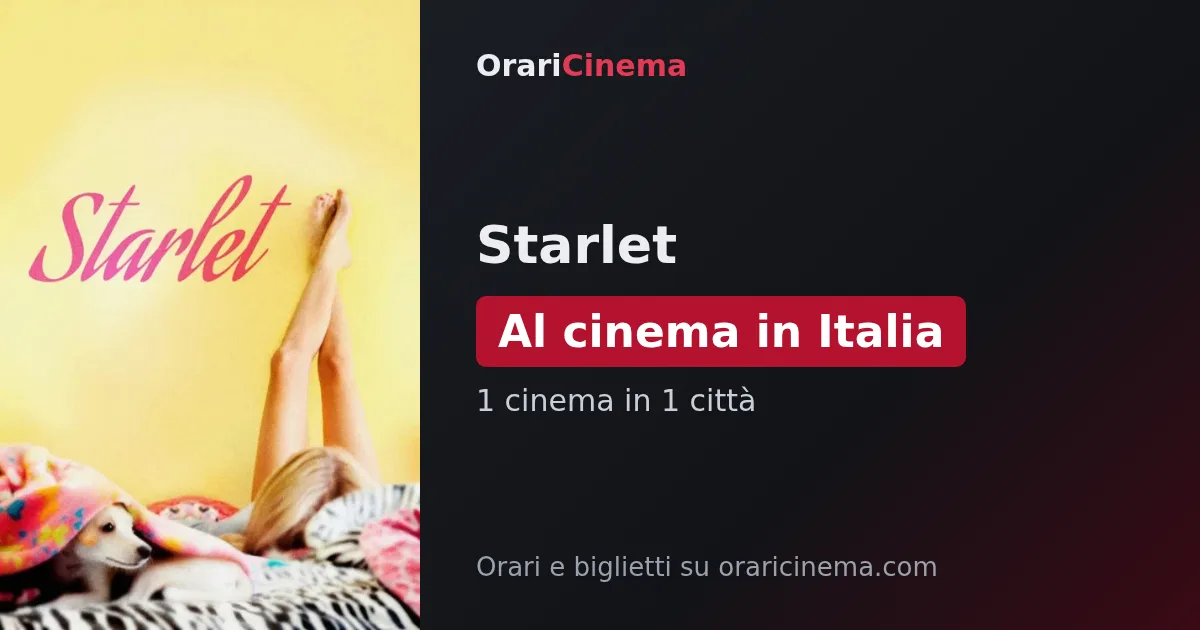 Starlet
OrariCinema
Starlet
Al cinema in Italia
1 cinema in 1 città
Orari e biglietti su oraricinema.com